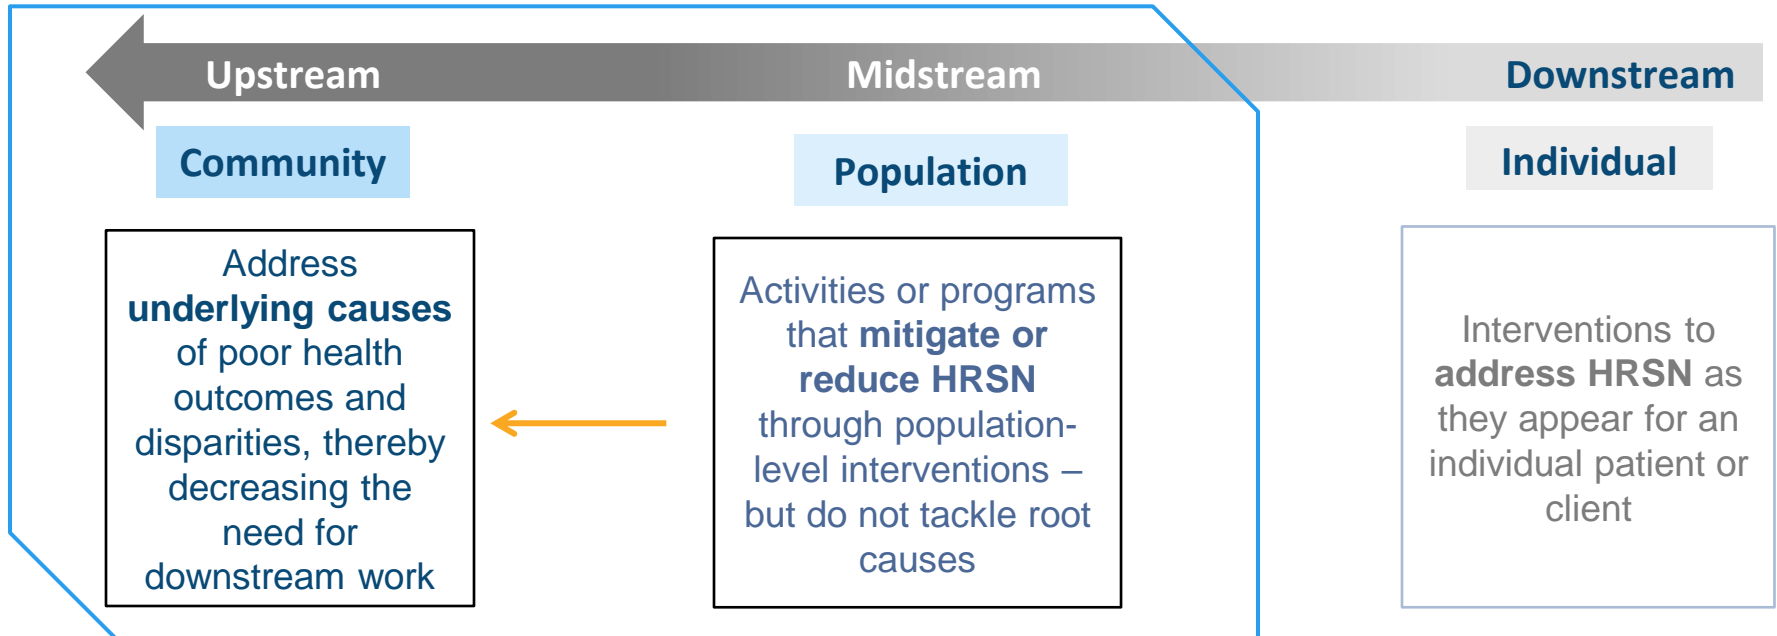 Upstream
Midstream
Downstream
Community
Population
Individual
Address
underlying causes
of poor health
outcomes and
disparities, thereby
decreasing the
need for
downstream work
Activities or programs
that mitigate or
reduce HRSN
through population-
level interventions –
but do not tackle root
causes
Interventions to
address HRSN as
they appear for an
individual patient or
client